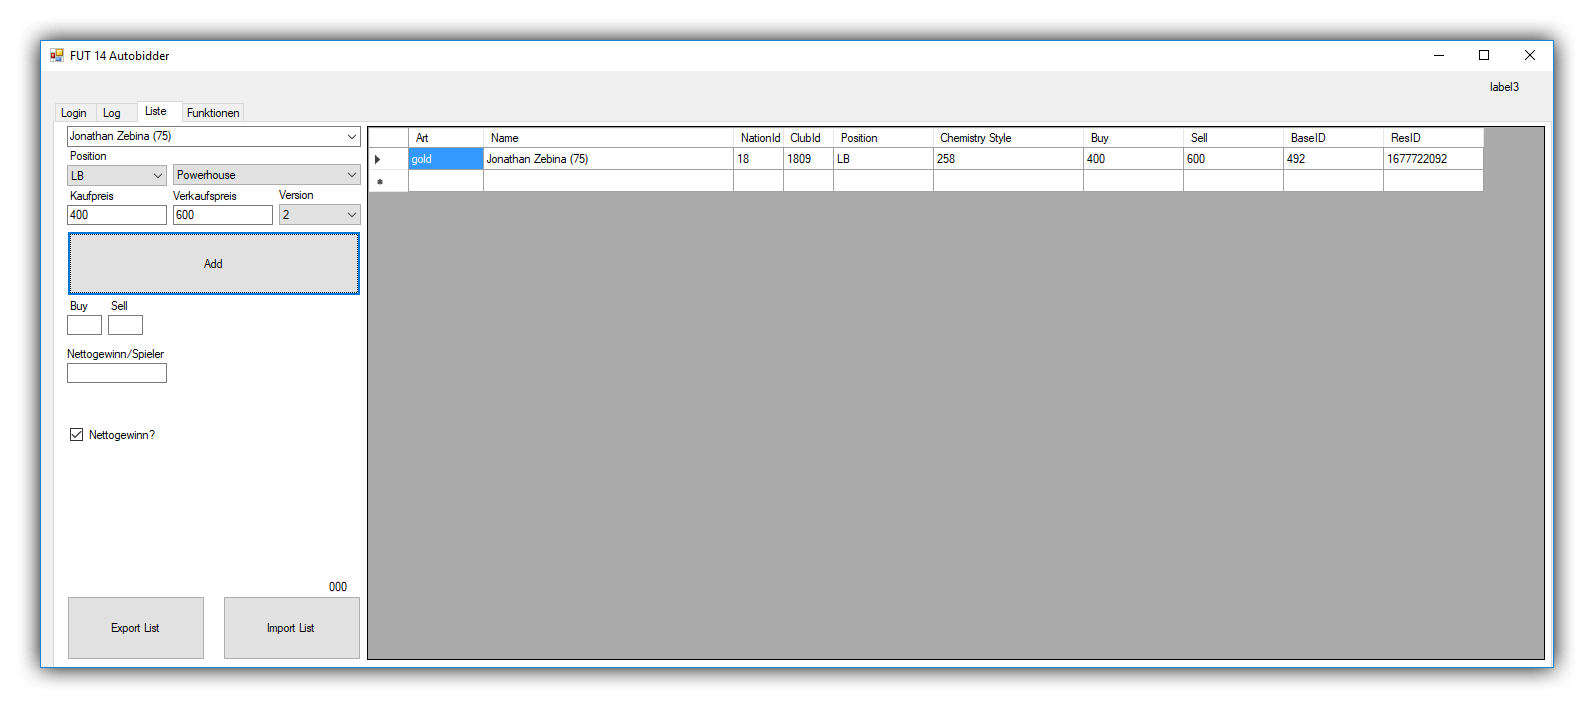 FUT 14 Autobidder
label3
Login Log Liste Funktionen
Jonathan Zebina (75)
Position
LB Powerhouse
Kaufpreis Verkaufspreis Version
400 600 2
Add
Buy Sell
Nettogewinn/Spieler
Nettogewinn?
000
Export List Import List
Art Name NationId ClubId Position Chemistry Style Buy Sell BaseID ResID
gold Jonathan Zebina (75) 18 1809 LB 258 400 600 492 1677722092